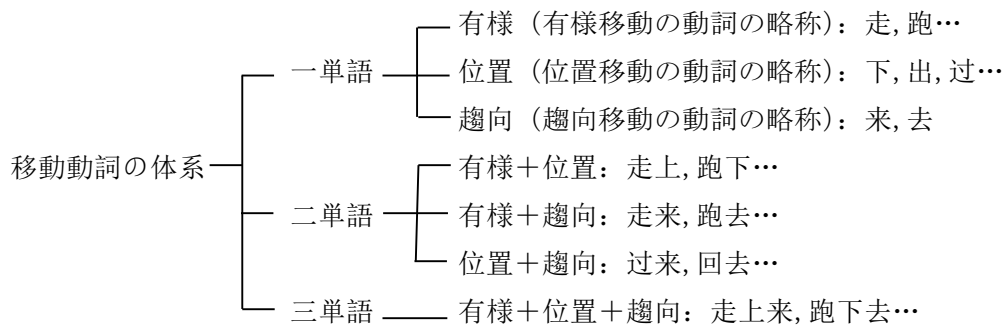 有様（有様移動の動詞の略称）：走,跑…
一単語
位置（位置移動の動詞の略称）：下,出,过…
趨向（趨向移動の動詞の略称）：来,去
移動動詞の体系
有様＋位置：走上,跑下…
二単語
有様＋趨向：走来,跑去…
位置＋趨向：过来,回去…
三単語
有様＋位置＋趨向：走上来,跑下去…